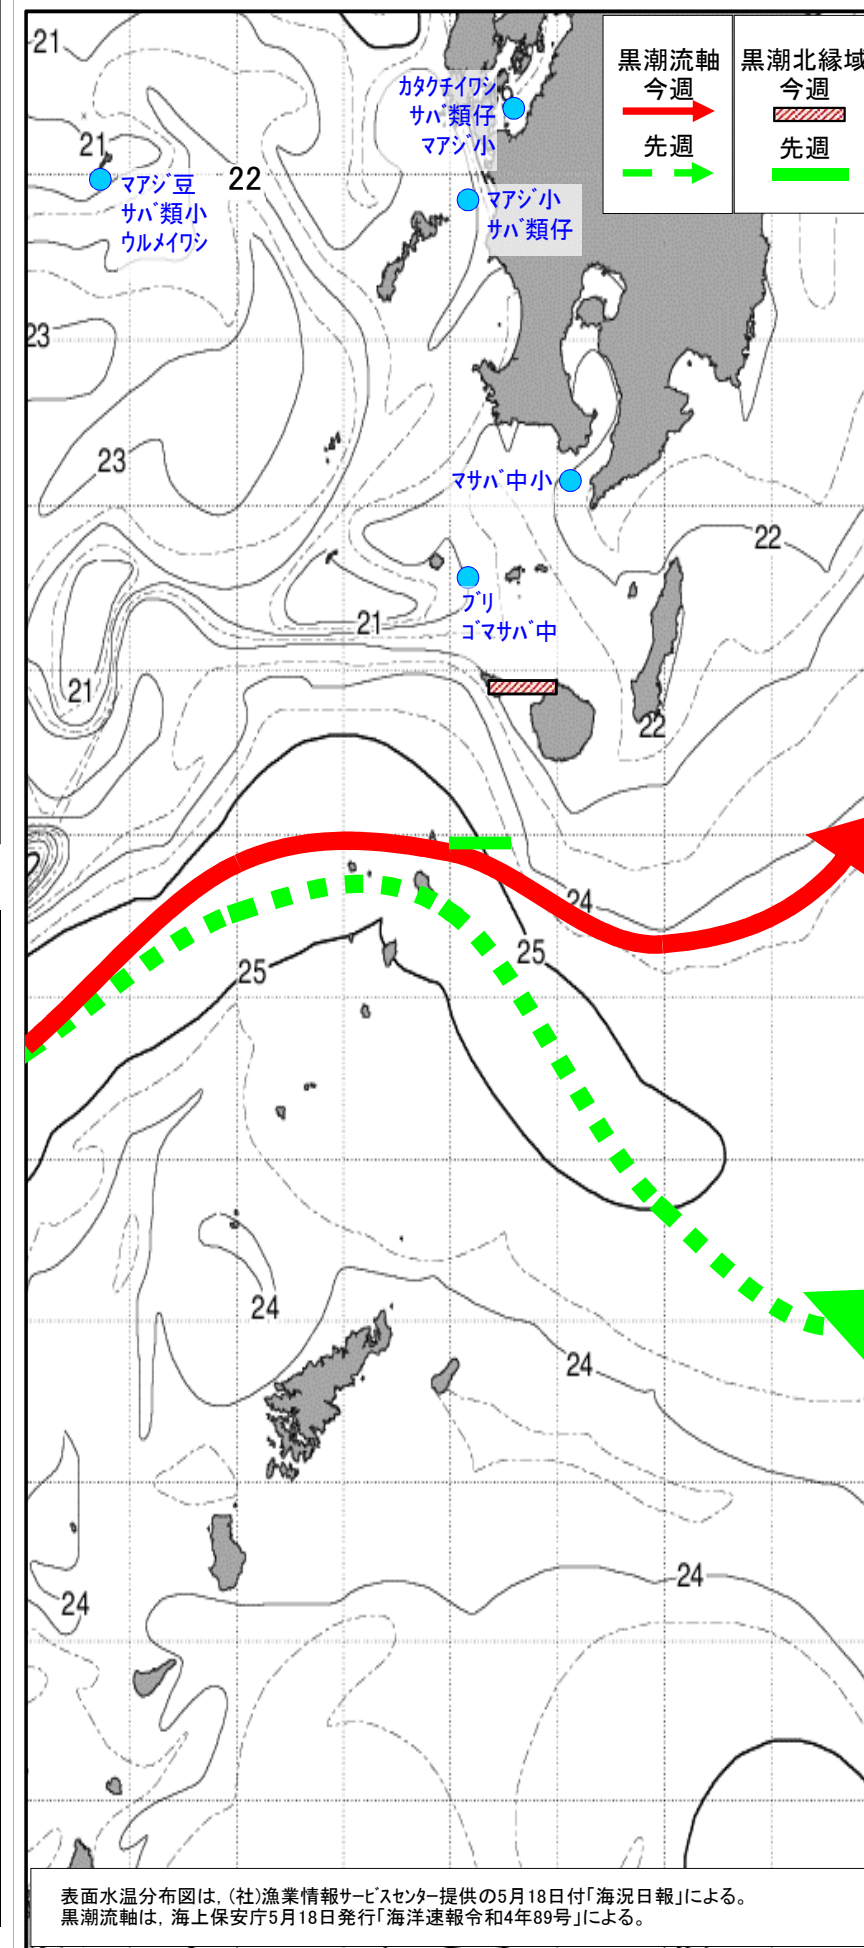 黒潮流軸
今週
先週
黒潮北縁域
今週
先週
21
カタクチイワシ
サバ類仔
マアジ小
21
22
マアジ豆
サバ類小
ウルメイワシ
マアジ小
サバ類仔
23
23
マサバ中小
22
ブリ
ゴマサバ中
21
21
22
24
25
25
24
24
24
24
表面水温分布図は，(社)漁業情報サービスセンター提供の5月18日付「海況日報」による。
黒潮流軸は，海上保安庁5月18日発行「海洋速報令和4年89号」による。